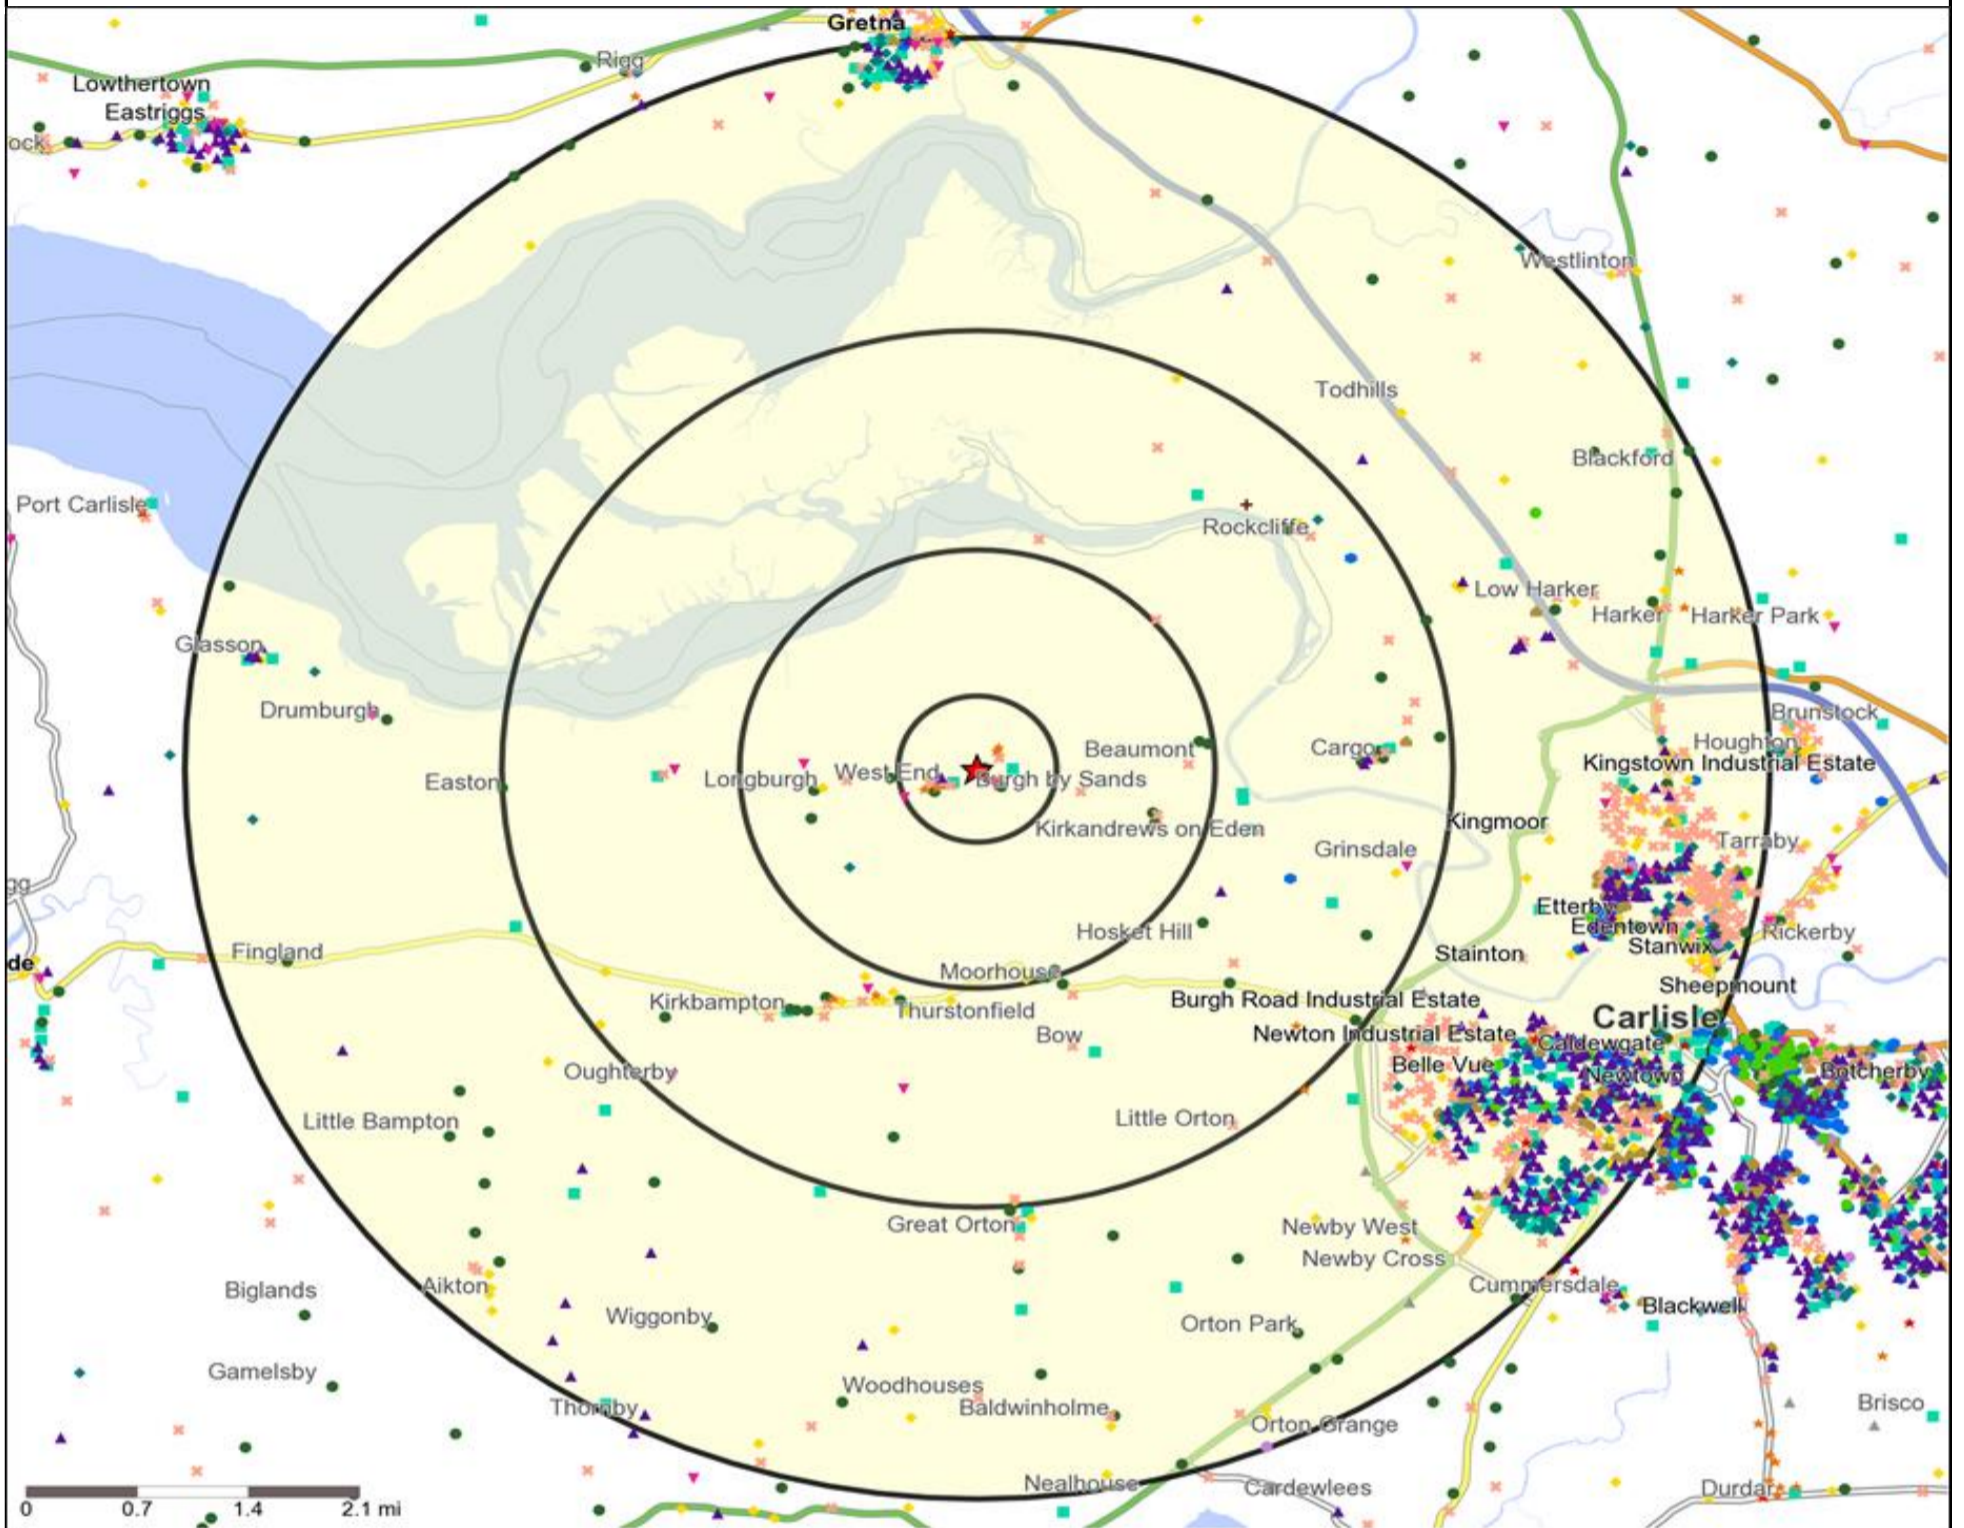 Gretna
Rigg
Lowthertown
Eastriggs
ock
Westlinton
Todhills
Blackford
Port Carlisle
Rockcliffe
Low Harker
Harker
Harker Park
Glasson
Drumburgh
Brunstock
Houghton
Kingstown Industrial Estate
Beaumont
Cargo
Easton
Longburgh
West End
Burgh by Sands
Kirkandrews on Eden
Kingmoor
Tarraby
Grinsdale
gg
Etterby
Edentown
Stanwix
Rickerby
Hosket Hill
Stainton
Fingland
de
Moorhouse
Sheepmount
Kirkbampton
Thurstonfield
Burgh Road Industrial Estate
Carlisle
Bow
Newton Industrial Estate
Caldewgate
Belle Vue
Newtown
Botcherby
Oughterby
Little Bampton
Little Orton
Great Orton
Newby West
Newby Cross
Aikton
Biglands
Cummersdale
Blackwell
Wiggonby
Orton Park
Gamelsby
Woodhouses
Thornby
Baldwinholme
Brisco
Orton Grange
Nealhouse
Cardewlees
Durdar
0 0.7 1.4 2.1 mi